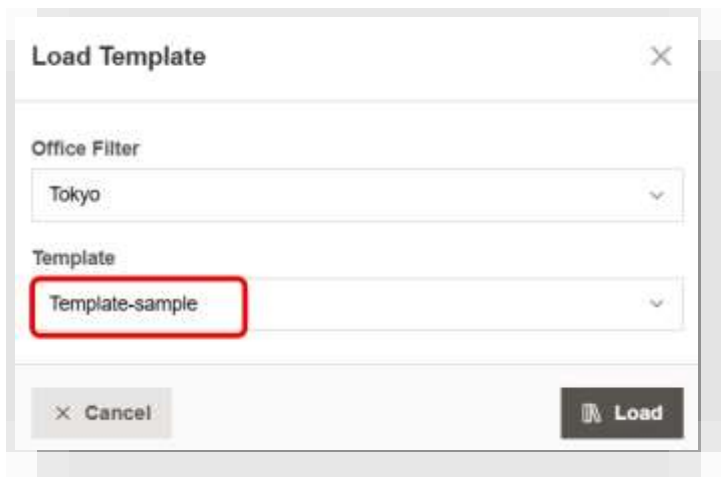 Load Template
Office Filter
Tokyo
Template
Template-sample
Cancel
Load